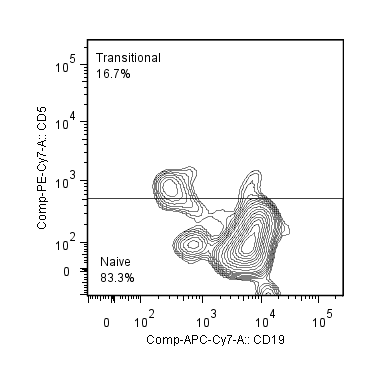 Transitional
16.7%
10^5
10^4
10^3
10^2
0
Comp-PE-Cy7-A:: CD5
Naive
83.3%
0 10^2 10^3 10^4 10^5
Comp-APC-Cy7-A:: CD19